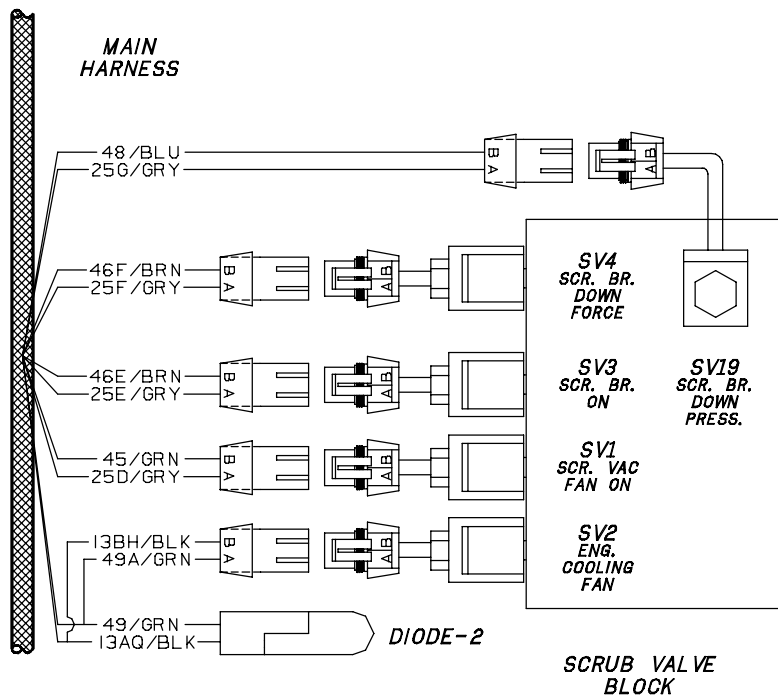 MAIN
HARNESS
48/BLU
25G/GRY
B
A
B
A
46F/BRN
25F/GRY
B
A
B
A
SV4
SCR. BR.
DOWN
FORCE
46E/BRN
25E/GRY
B
A
B
A
SV3
SCR. BR.
ON
SV19
SCR. BR.
DOWN
PRESS.
45/GRN
25D/GRY
B
A
B
A
SV1
SCR. VAC
FAN ON
13BH/BLK
49A/GRN
B
A
B
A
SV2
ENG.
COOLING
FAN
49/GRN
13AQ/BLK
DIODE-2
SCRUB VALVE
BLOCK